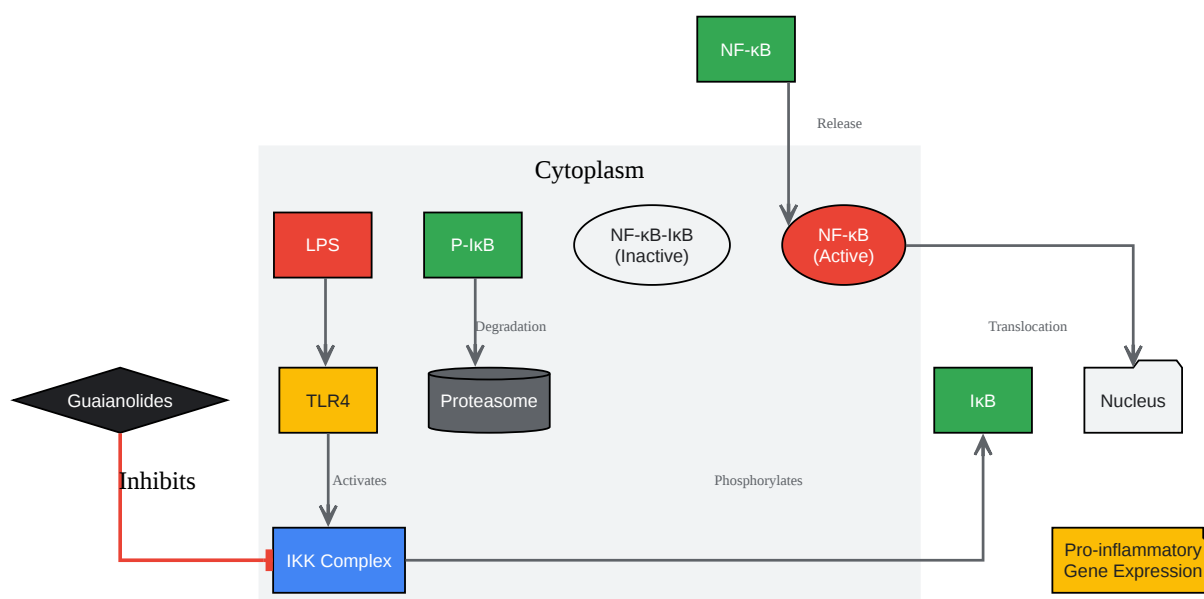 NF-κB
Release
Cytoplasm
LPS
P-IκB
NF-κB-IκB
(Inactive)
NF-κB
(Active)
Degradation
Translocation
Guaianolides
TLR4
Proteasome
IκB
Nucleus
Inhibits
Activates
Phosphorylates
IKK Complex
Pro-inflammatory
Gene Expression